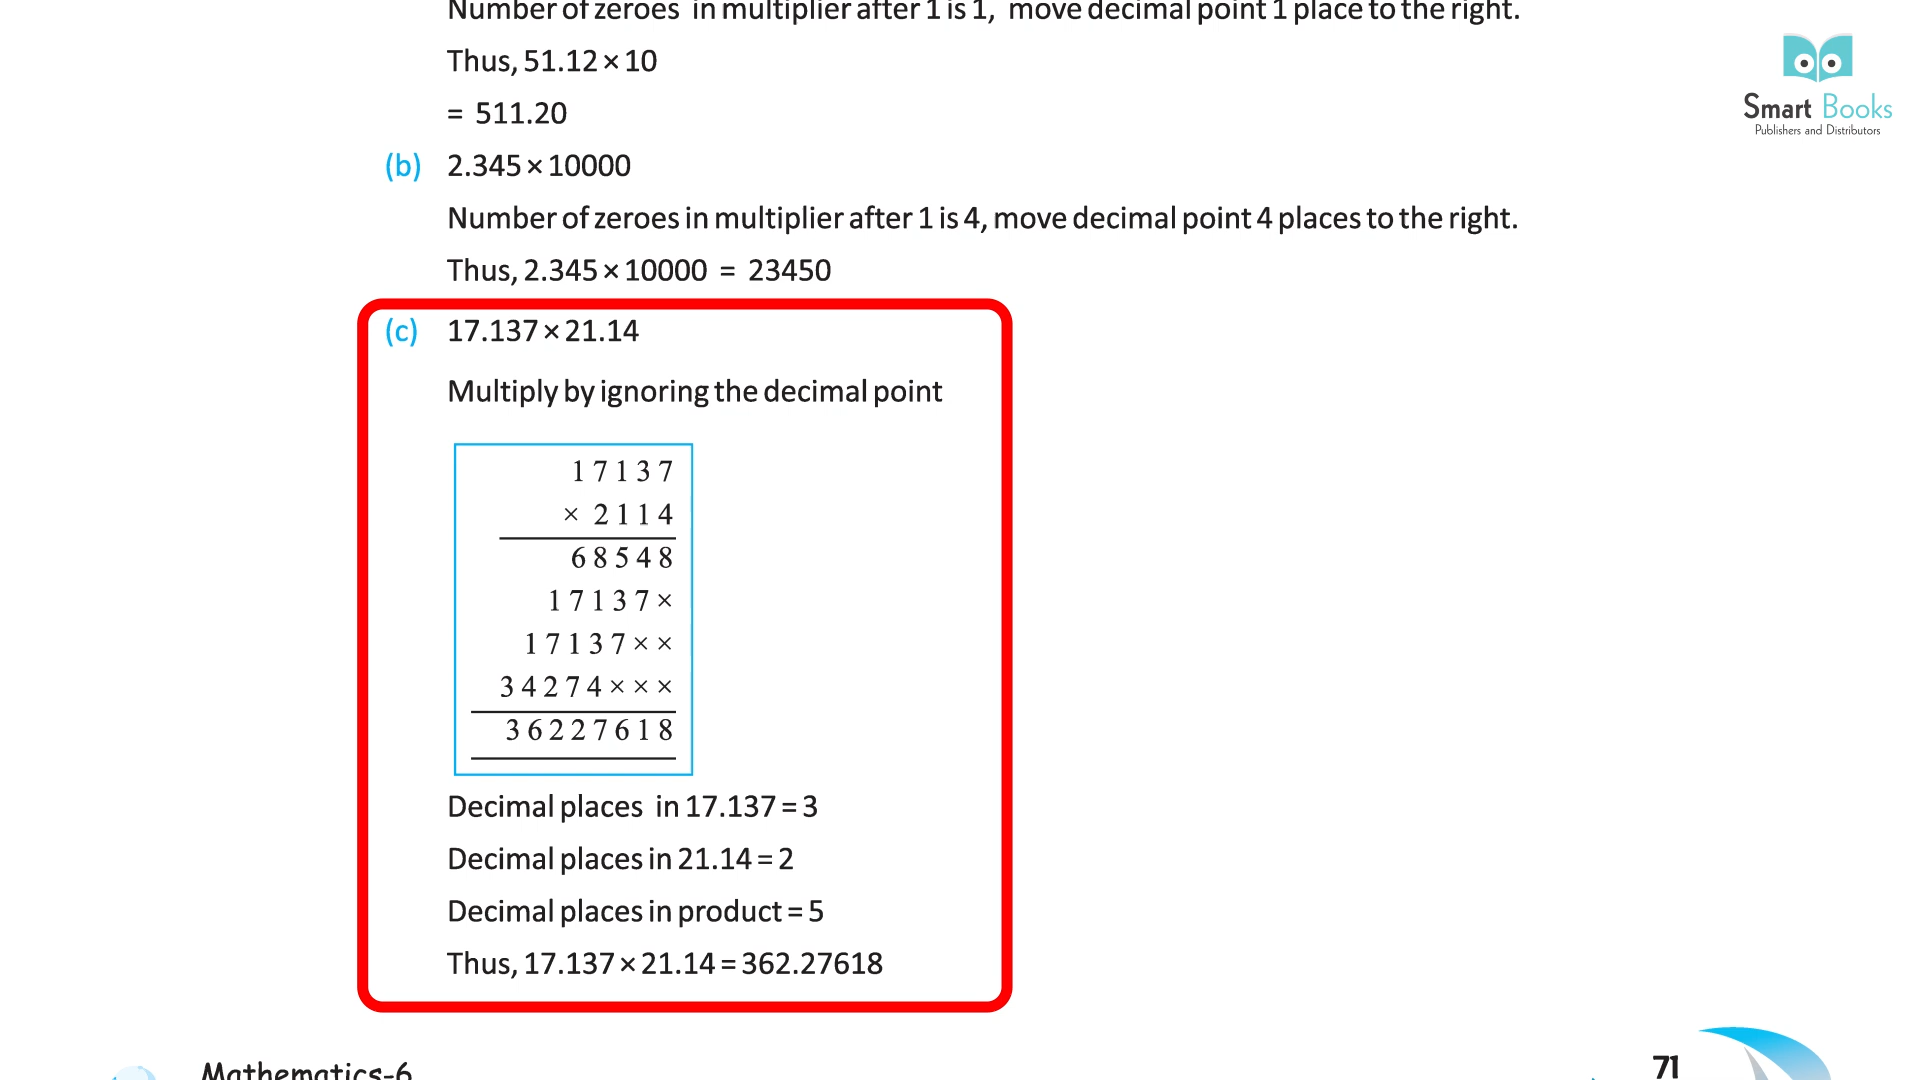 Number of zeroes in multiplier after 1 is 1, move decimal point 1 place to the right.
Thus, 51.12 × 10
= 511.20
(b) 2.345 × 10000
Number of zeroes in multiplier after 1 is 4, move decimal point 4 places to the right.
Thus, 2.345 × 10000 = 23450
(c) 17.137 × 21.14
Multiply by ignoring the decimal point
1 7 1 3 7
× 2 1 1 4
6 8 5 4 8
1 7 1 3 7 ×
1 7 1 3 7 × ×
3 4 2 7 4 × × ×
3 6 2 2 7 6 1 8
Decimal places in 17.137 = 3
Decimal places in 21.14 = 2
Decimal places in product = 5
Thus, 17.137 × 21.14 = 362.27618
Smart Books
Publishers and Distributors
Mathematics-6
71